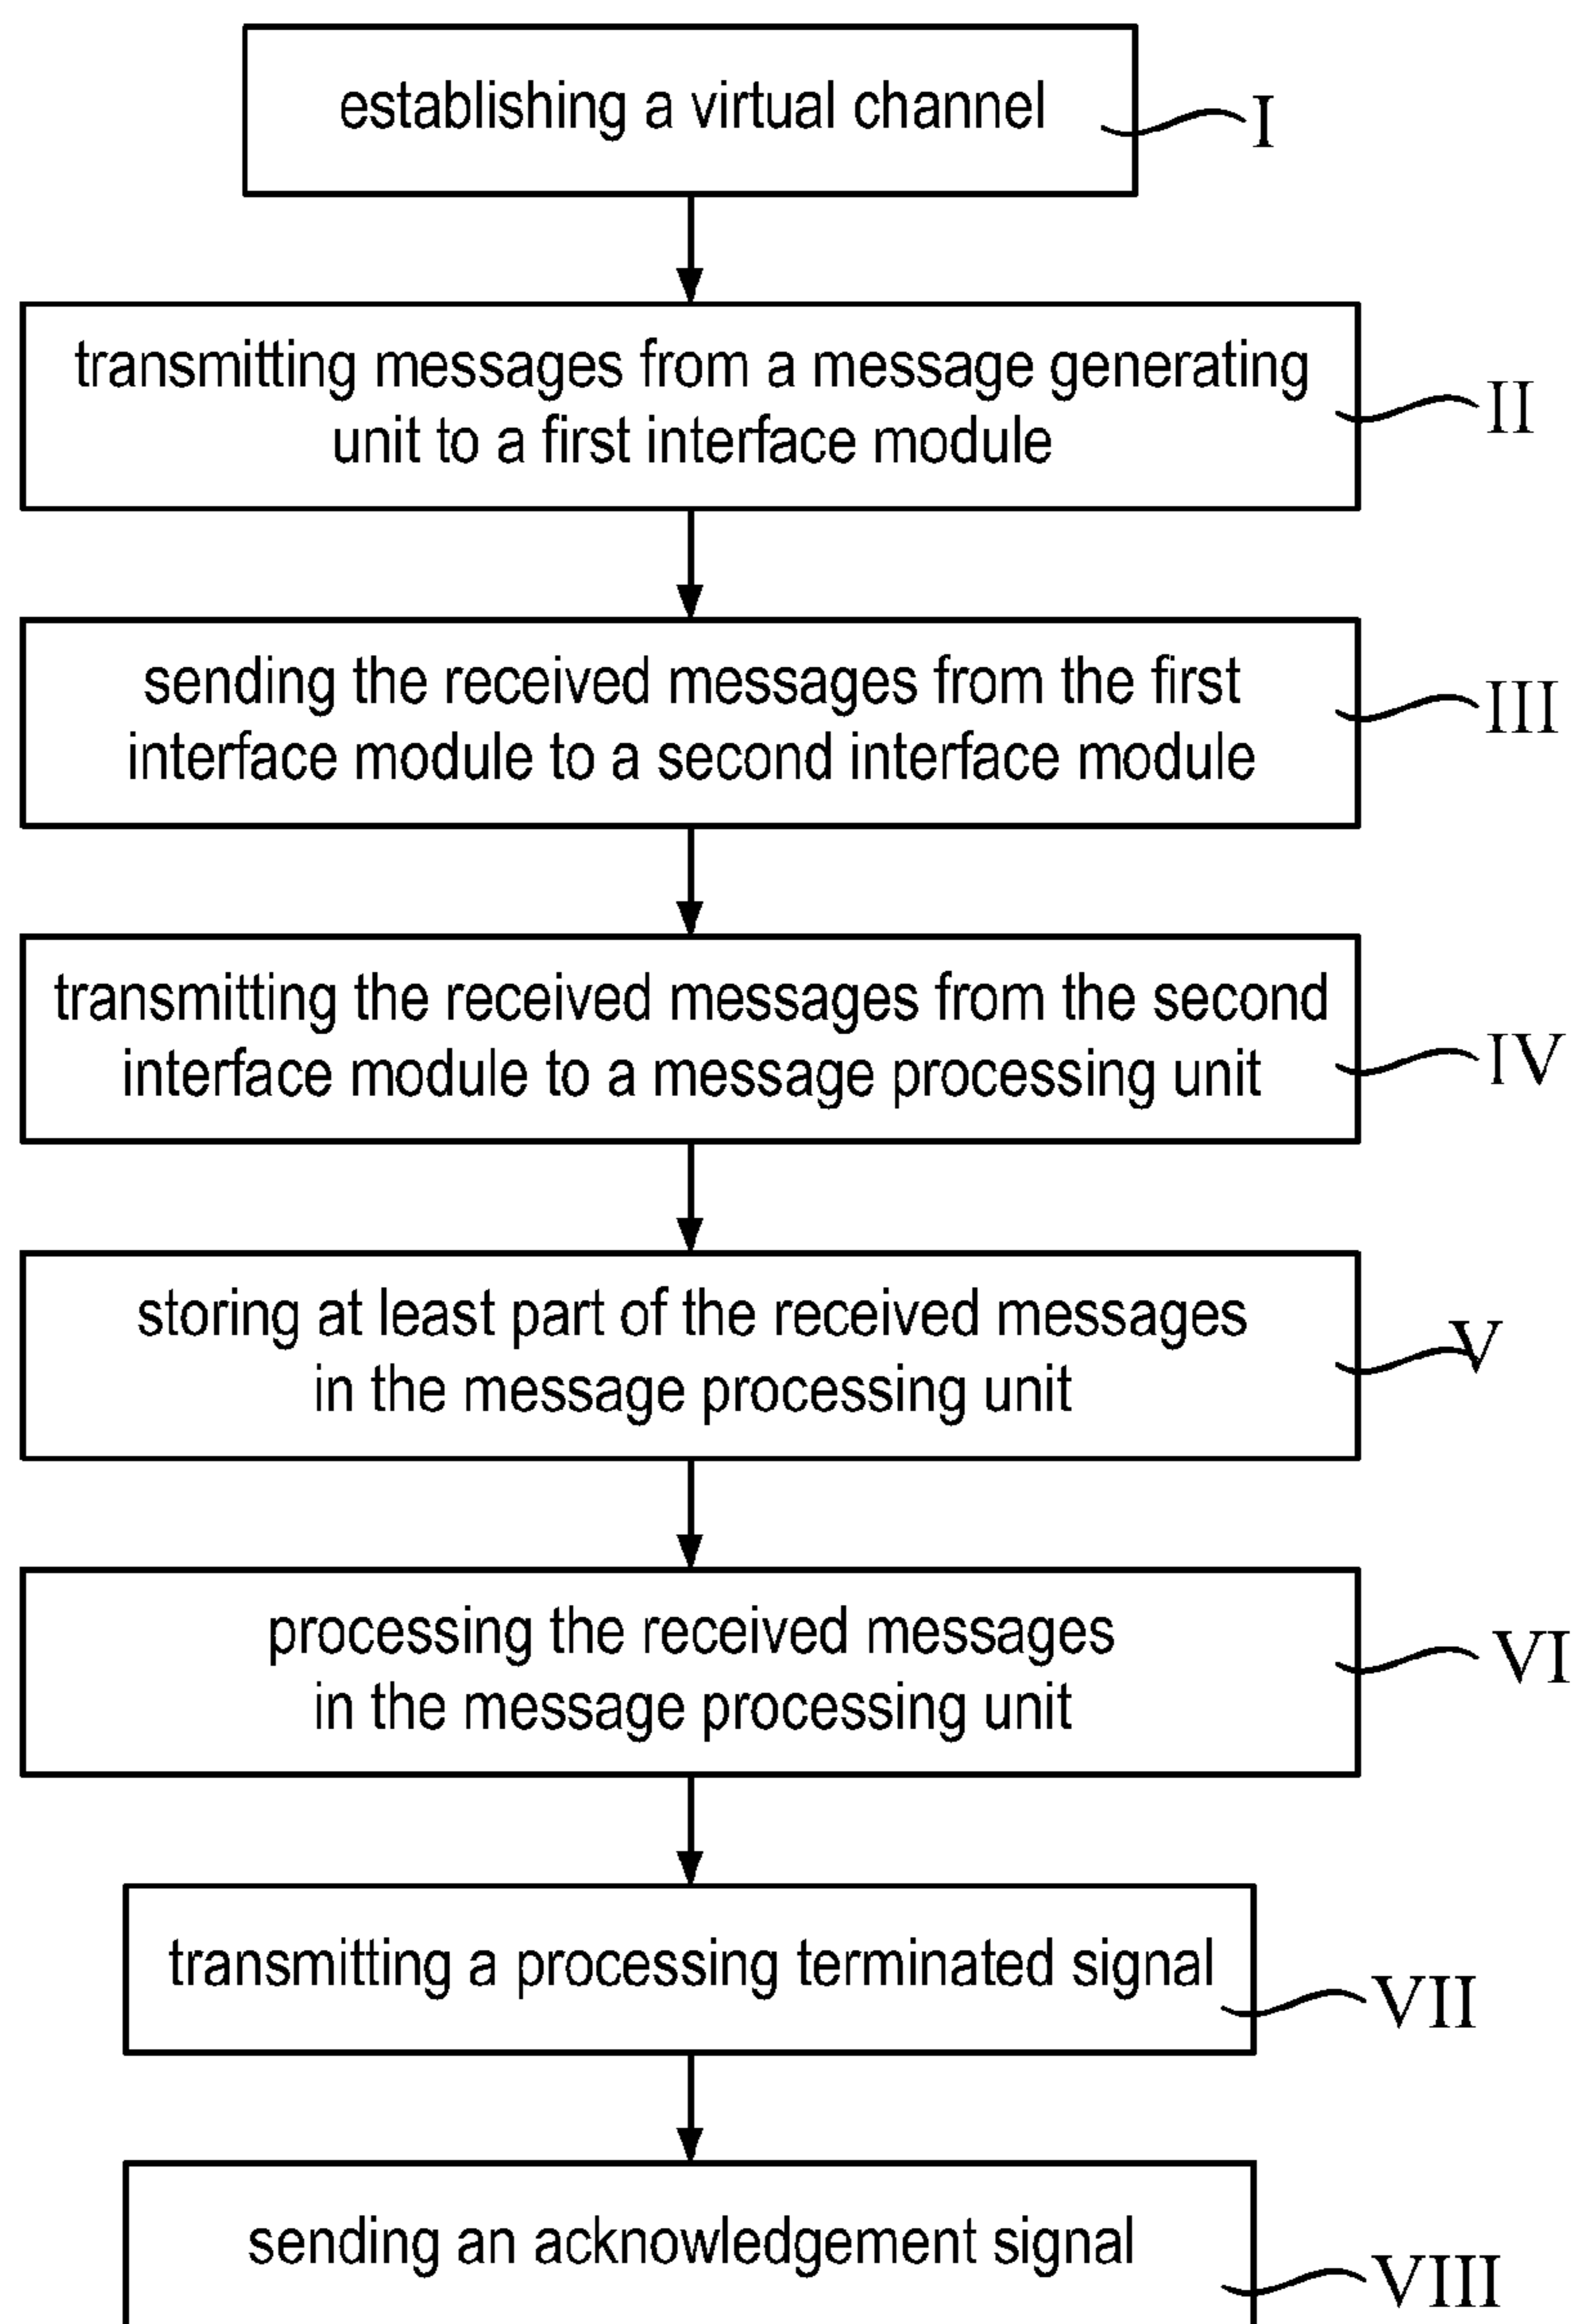 establishing a virtual channel
I
transmitting messages from a message generating
unit to a first interface module
II
sending the received messages from the first
interface module to a second interface module
III
transmitting the received messages from the second
interface module to a message processing unit
IV
storing at least part of the received messages
in the message processing unit
V
processing the received messages
in the message processing unit
VI
transmitting a processing terminated signal
VII
sending an acknowledgement signal
VIII